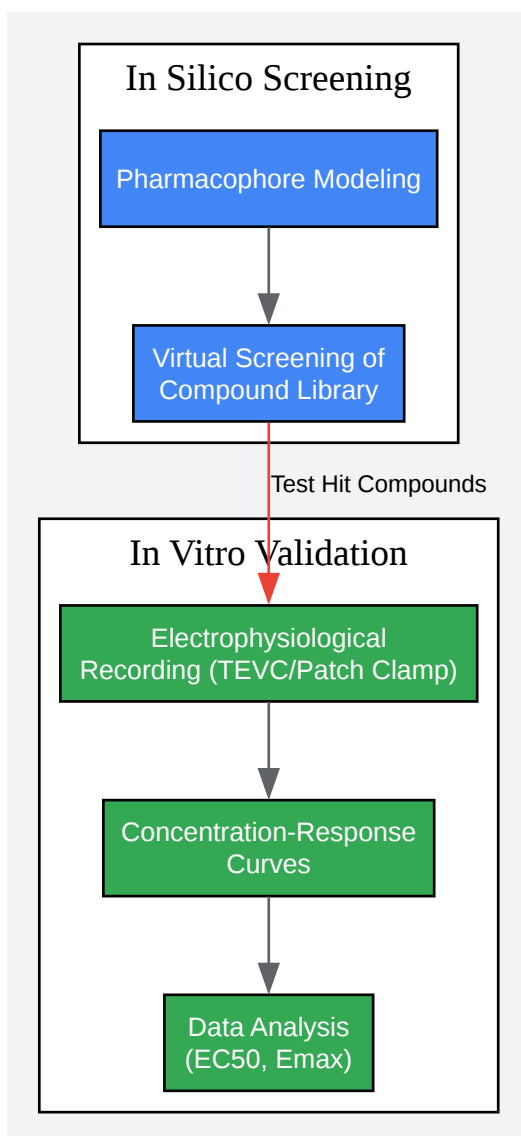 In Silico Screening
Pharmacophore Modeling
Virtual Screening of
Compound Library
Test Hit Compounds
In Vitro Validation
Electrophysiological
Recording (TEVC/Patch Clamp)
Concentration-Response
Curves
Data Analysis
(EC50, Emax)